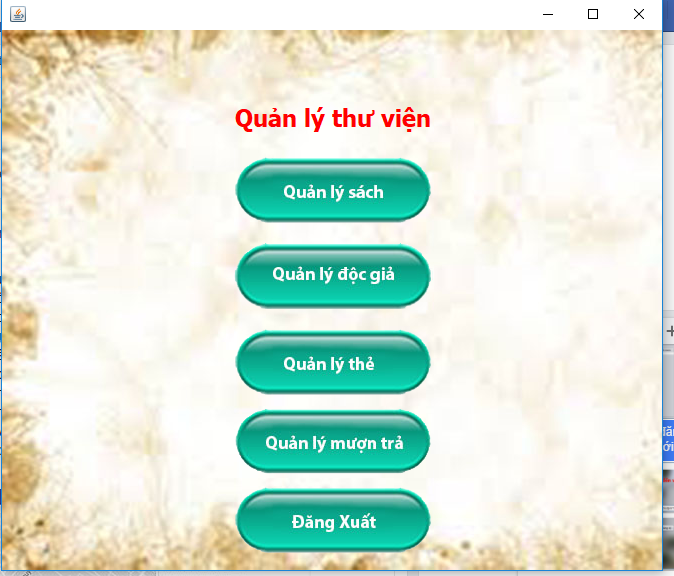 Quản lý thư viện
Quản lý sách
Quản lý độc giả
Quản lý thẻ
Quản lý mượn trả
Đăng Xuất